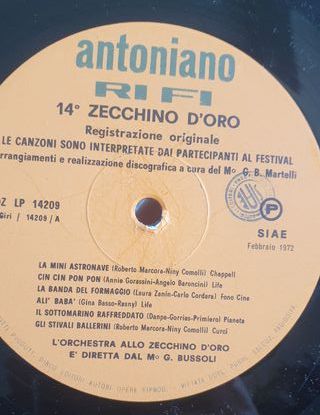 antoniano
RI FI
14° ZECCHINO D'ORO
Registrazione originale
LE CANZONI SONO INTERPRETATE DAI PARTECIPANTI AL FESTIVAL
arrangiamenti e realizzazione discografica a cura del M° G. B. Martelli
OZ LP 14209
Giri / 14209 / A
P
SIAE
Febbraio 1972
LA MINI ASTRONAVE (Roberto Marcora-Niny Comolli) Chappell
CIN CIN PON PON (Annie Gorassini-Angelo Baroncini) Life
LA BANDA DEL FORMAGGIO (Laura Zanin-Carlo Cordara) Fono Cine
ALI' BABA' (Gina Basso-Ranny) Life
IL SOTTOMARINO RAFFREDDATO (Danpa-Gorrias-Primiero) Pianeta
GLI STIVALI BALLERINI (Roberto Marcora-Niny Comolli) Curci
L'ORCHESTRA ALLO ZECCHINO D'ORO
E' DIRETTA DAL M° G. BUSSOLI